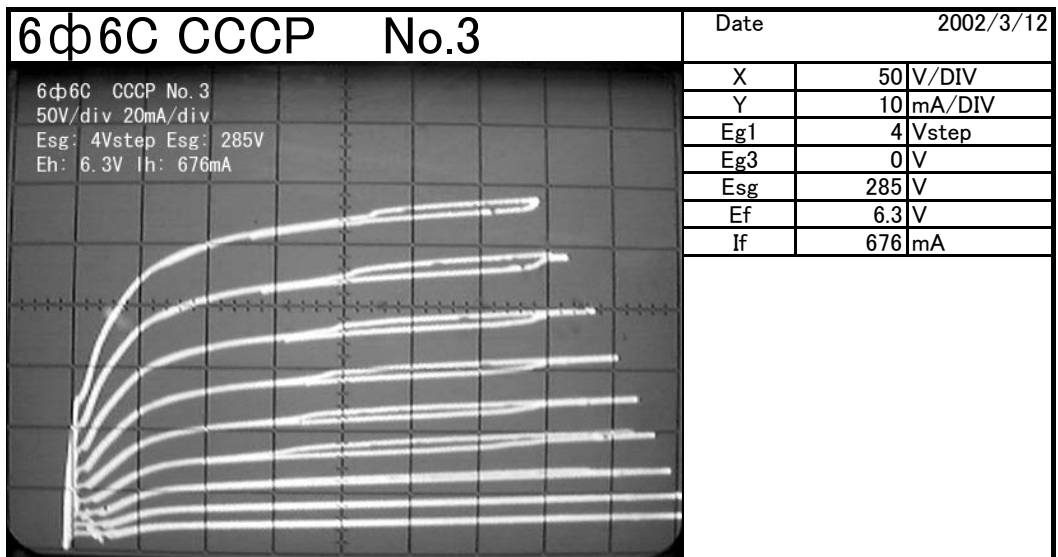 6ф6C CCCP No.3
6ф6C CCCP No.3
50V/div 20mA/div
Esg: 4Vstep Esg: 285V
Eh: 6.3V Ih: 676mA
Date 2002/3/12
X 50 V/DIV
Y 10 mA/DIV
Eg1 4 Vstep
Eg3 0 V
Esg 285 V
Ef 6.3 V
If 676 mA